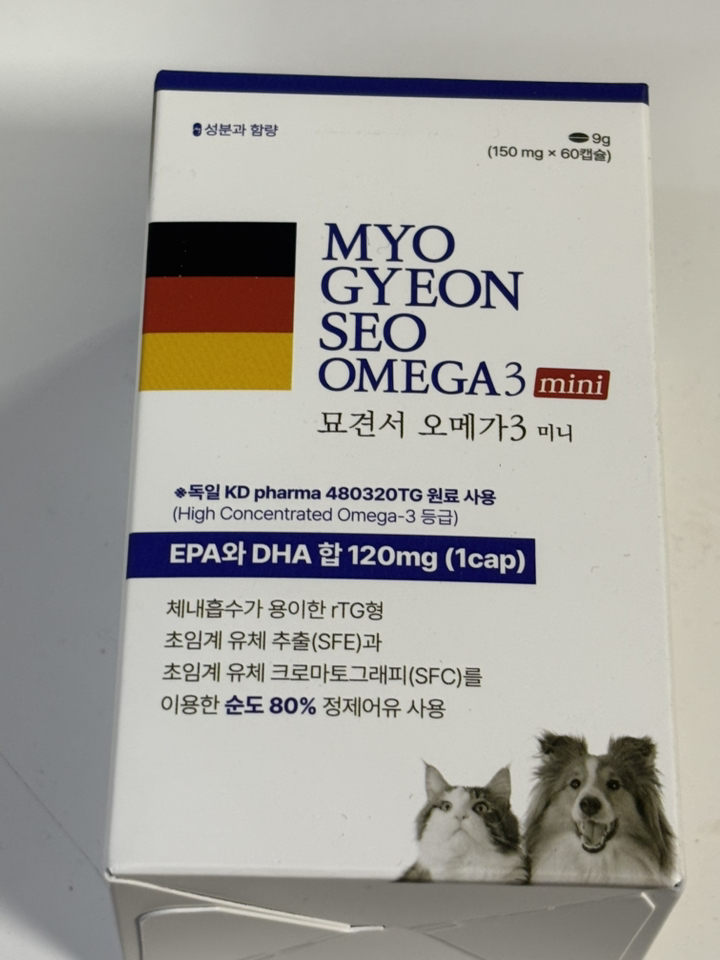 성분과 함량
9g
(150 mg × 60캡슐)
MYO
GYEON
SEO
OMEGA3 mini
묘견서 오메가3 미니
※독일 KD pharma 480320TG 원료 사용
(High Concentrated Omega-3 등급)
EPA와 DHA 합 120mg (1cap)
체내흡수가 용이한 rTG형
초임계 유체 추출(SFE)과
초임계 유체 크로마토그래피(SFC)를
이용한 순도 80% 정제어유 사용